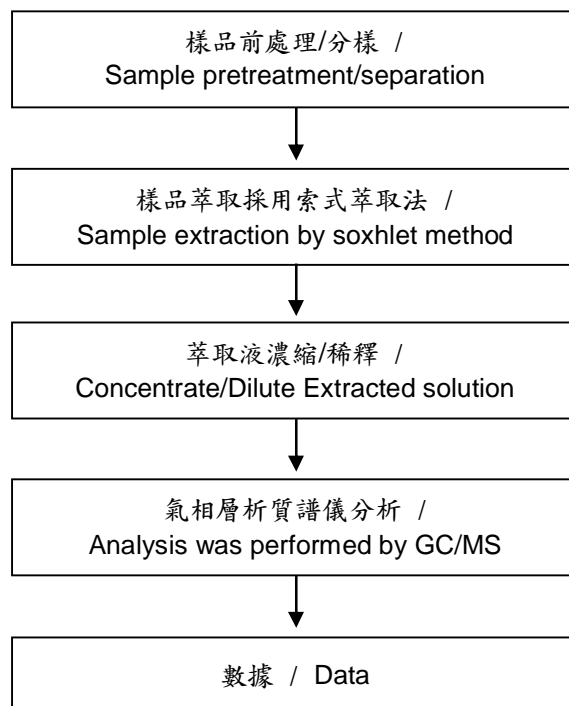 樣品前處理/分樣 /
Sample pretreatment/separation
樣品萃取採用索式萃取法 /
Sample extraction by soxhlet method
萃取液濃縮/稀釋 /
Concentrate/Dilute Extracted solution
氣相層析質譜儀分析 /
Analysis was performed by GC/MS
數據 / Data